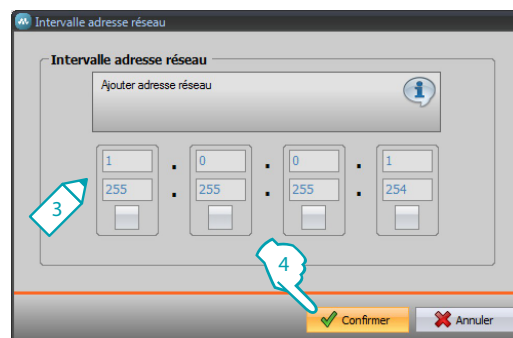 Intervalle adresse réseau
Intervalle adresse réseau
Ajouter adresse réseau
1 . 0 . 0 . 1
255 . 255 . 255 . 254
3
4
Confirmer Annuler